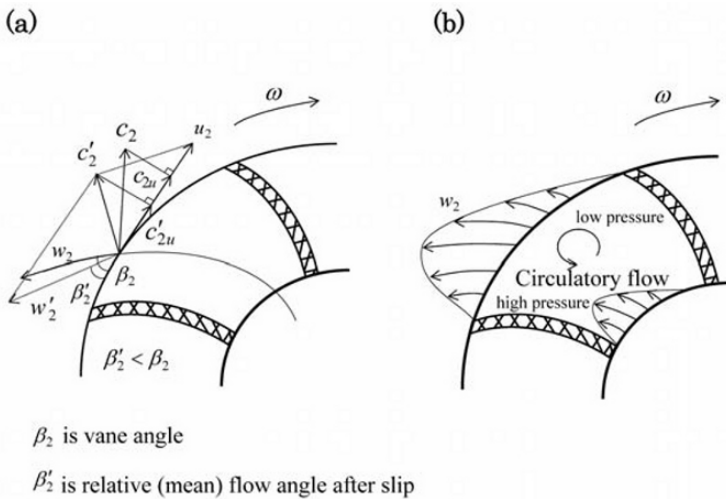 (a)
(b)
ω
ω
c₂
u₂
c′₂
c₂ᵤ
w₂
c′₂ᵤ
w₂
low pressure
β₂
β′₂
Circulatory flow
w′₂
high pressure
β′₂ < β₂
β₂ is vane angle
β′₂ is relative (mean) flow angle after slip